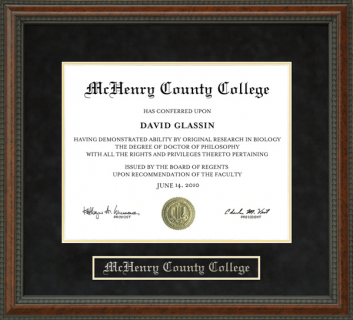 McHenry County College
HAS CONFERRED UPON
DAVID GLASSIN
HAVING DEMONSTRATED ABILITY BY ORIGINAL RESEARCH IN BIOLOGY
THE DEGREE OF DOCTOR OF PHILOSOPHY
WITH ALL THE RIGHTS AND PRIVILEGES THERETO PERTAINING
ISSUED BY THE BOARD OF REGENTS
UPON RECOMMENDATION OF THE FACULTY
JUNE 14, 2010
PROVOST
PRESIDENT
McHenry County College